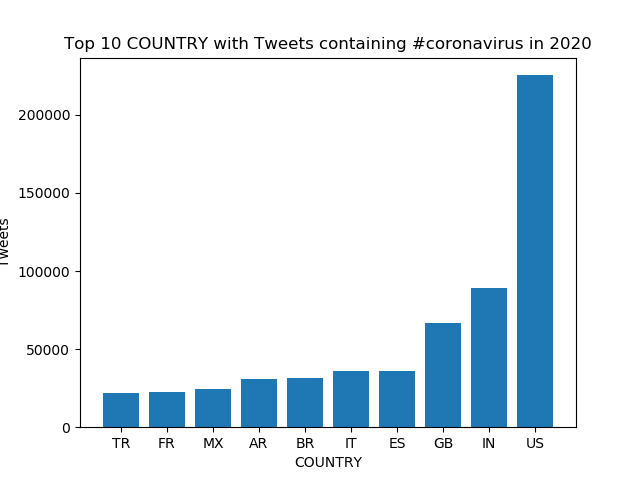 Top 10 COUNTRY with Tweets containing #coronavirus in 2020
200000
150000
100000
50000
0
Tweets
TR FR MX AR BR IT ES GB IN US
COUNTRY